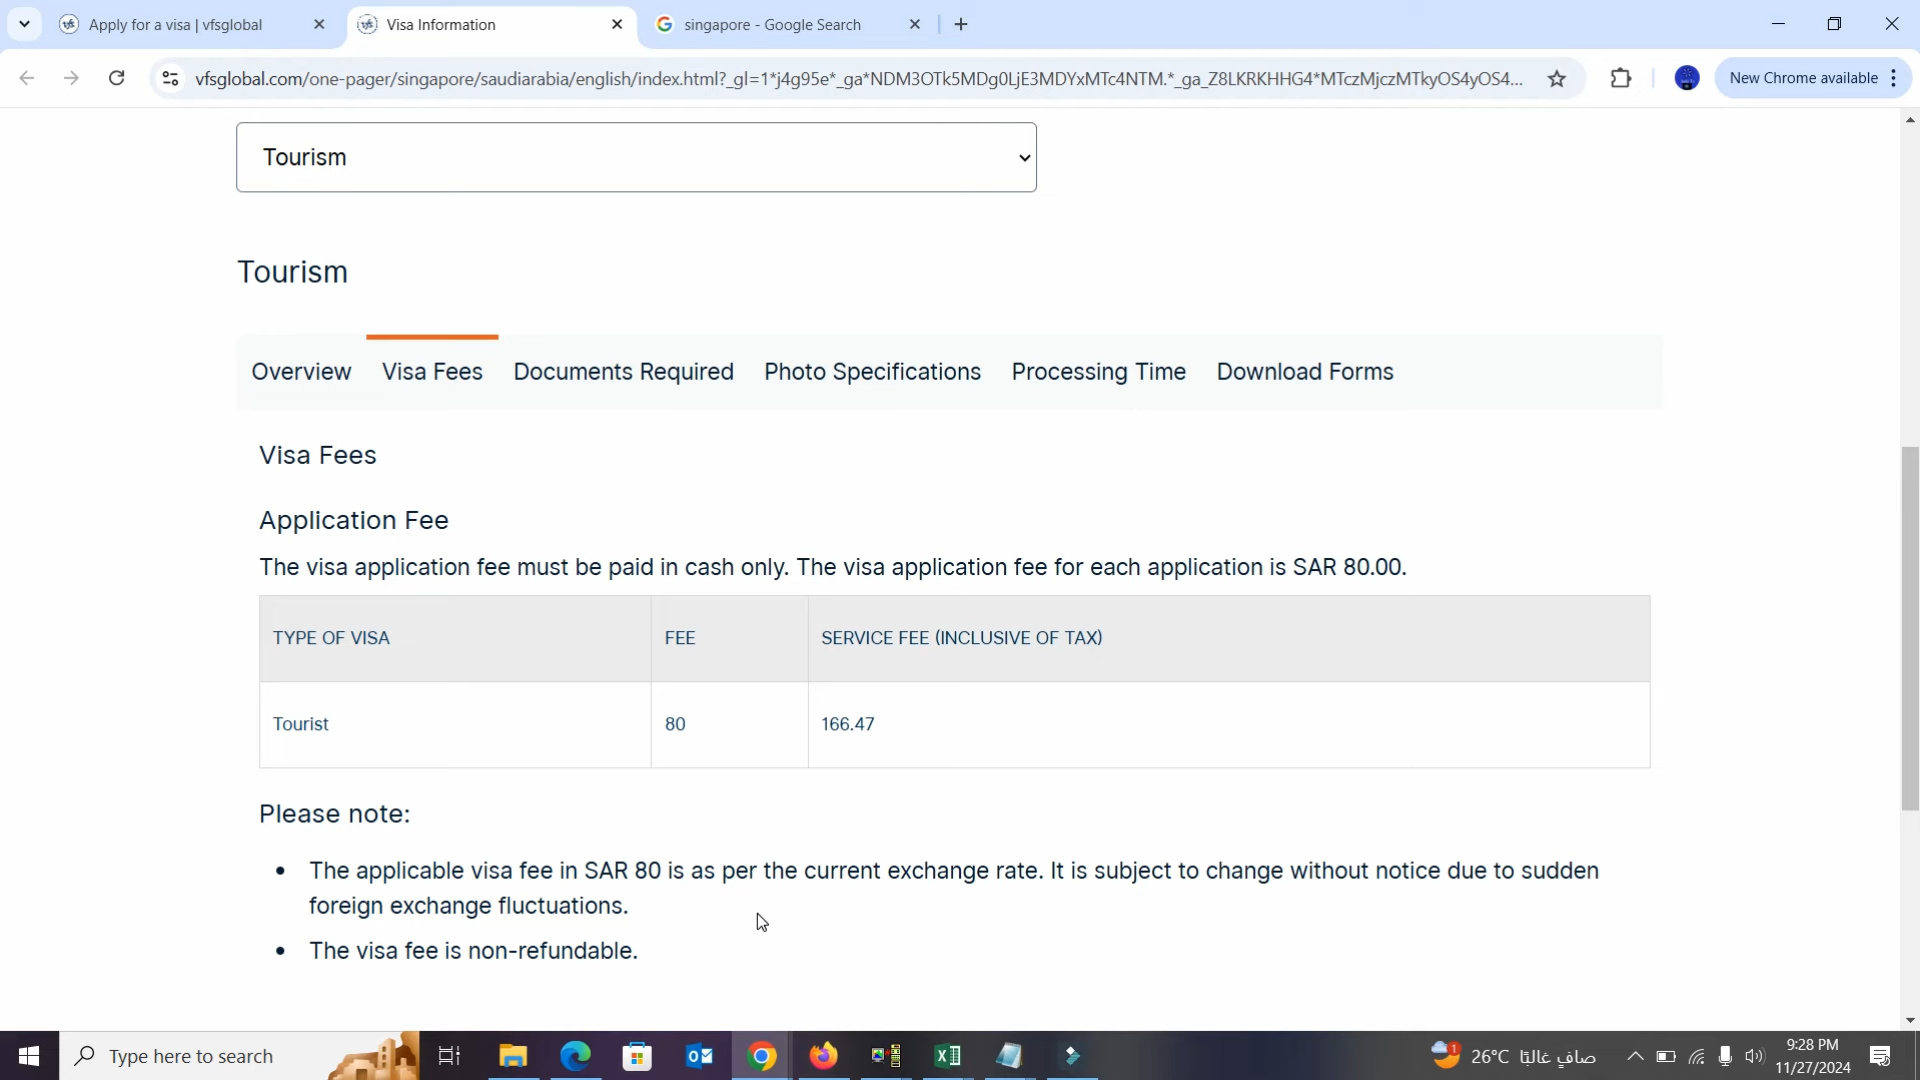 Apply for a visa | vfsglobal
Visa Information
singapore - Google Search
vfsglobal.com/one-pager/singapore/saudiarabia/english/index.html?_gl=1*j4g95e*_ga*NDM3OTk5MDg0LjE3MDYxMTc4NTM.*_ga_Z8LKRKHHG4*MTczMjczMTkyOS4yOS4...
New Chrome available
Tourism
Tourism
Overview Visa Fees Documents Required Photo Specifications Processing Time Download Forms
Visa Fees
Application Fee
The visa application fee must be paid in cash only. The visa application fee for each application is SAR 80.00.
TYPE OF VISA FEE SERVICE FEE (INCLUSIVE OF TAX)
Tourist 80 166.47
Please note:
The applicable visa fee in SAR 80 is as per the current exchange rate. It is subject to change without notice due to sudden
foreign exchange fluctuations.
The visa fee is non-refundable.
Type here to search
1
26°C صافٍ غالبًا
9:28 PM
11/27/2024